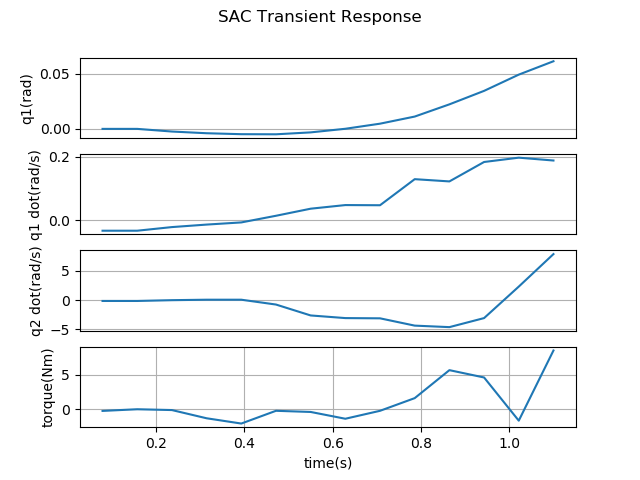 SAC Transient Response
q1(rad)
0.05
0.00
q1 dot(rad/s)
0.2
0.0
q2 dot(rad/s)
5
0
−5
torque(Nm)
5
0
0.2 0.4 0.6 0.8 1.0
time(s)